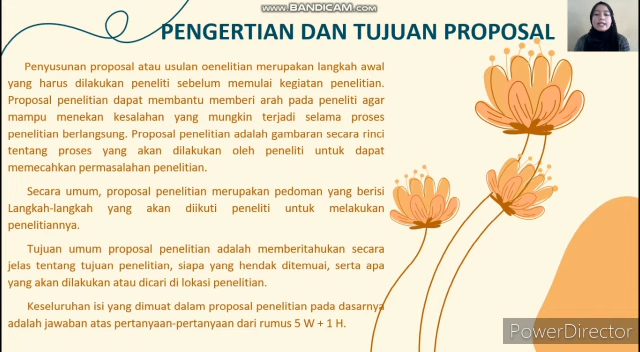 www.BANDICAM.com
PENGERTIAN DAN TUJUAN PROPOSAL
Penyusunan proposal atau usulan oenelitian merupakan langkah awal
yang harus dilakukan peneliti sebelum memulai kegiatan penelitian.
Proposal penelitian dapat membantu memberi arah pada peneliti agar
mampu menekan kesalahan yang mungkin terjadi selama proses
penelitian berlangsung. Proposal penelitian adalah gambaran secara rinci
tentang proses yang akan dilakukan oleh peneliti untuk dapat
memecahkan permasalahan penelitian.
Secara umum, proposal penelitian merupakan pedoman yang berisi
Langkah-langkah yang akan diikuti peneliti untuk melakukan
penelitiannya.
Tujuan umum proposal penelitian adalah memberitahukan secara
jelas tentang tujuan penelitian, siapa yang hendak ditemuai, serta apa
yang akan dilakukan atau dicari di lokasi penelitian.
Keseluruhan isi yang dimuat dalam proposal penelitian pada dasarnya
adalah jawaban atas pertanyaan-pertanyaan dari rumus 5 W + 1 H.
PowerDirector